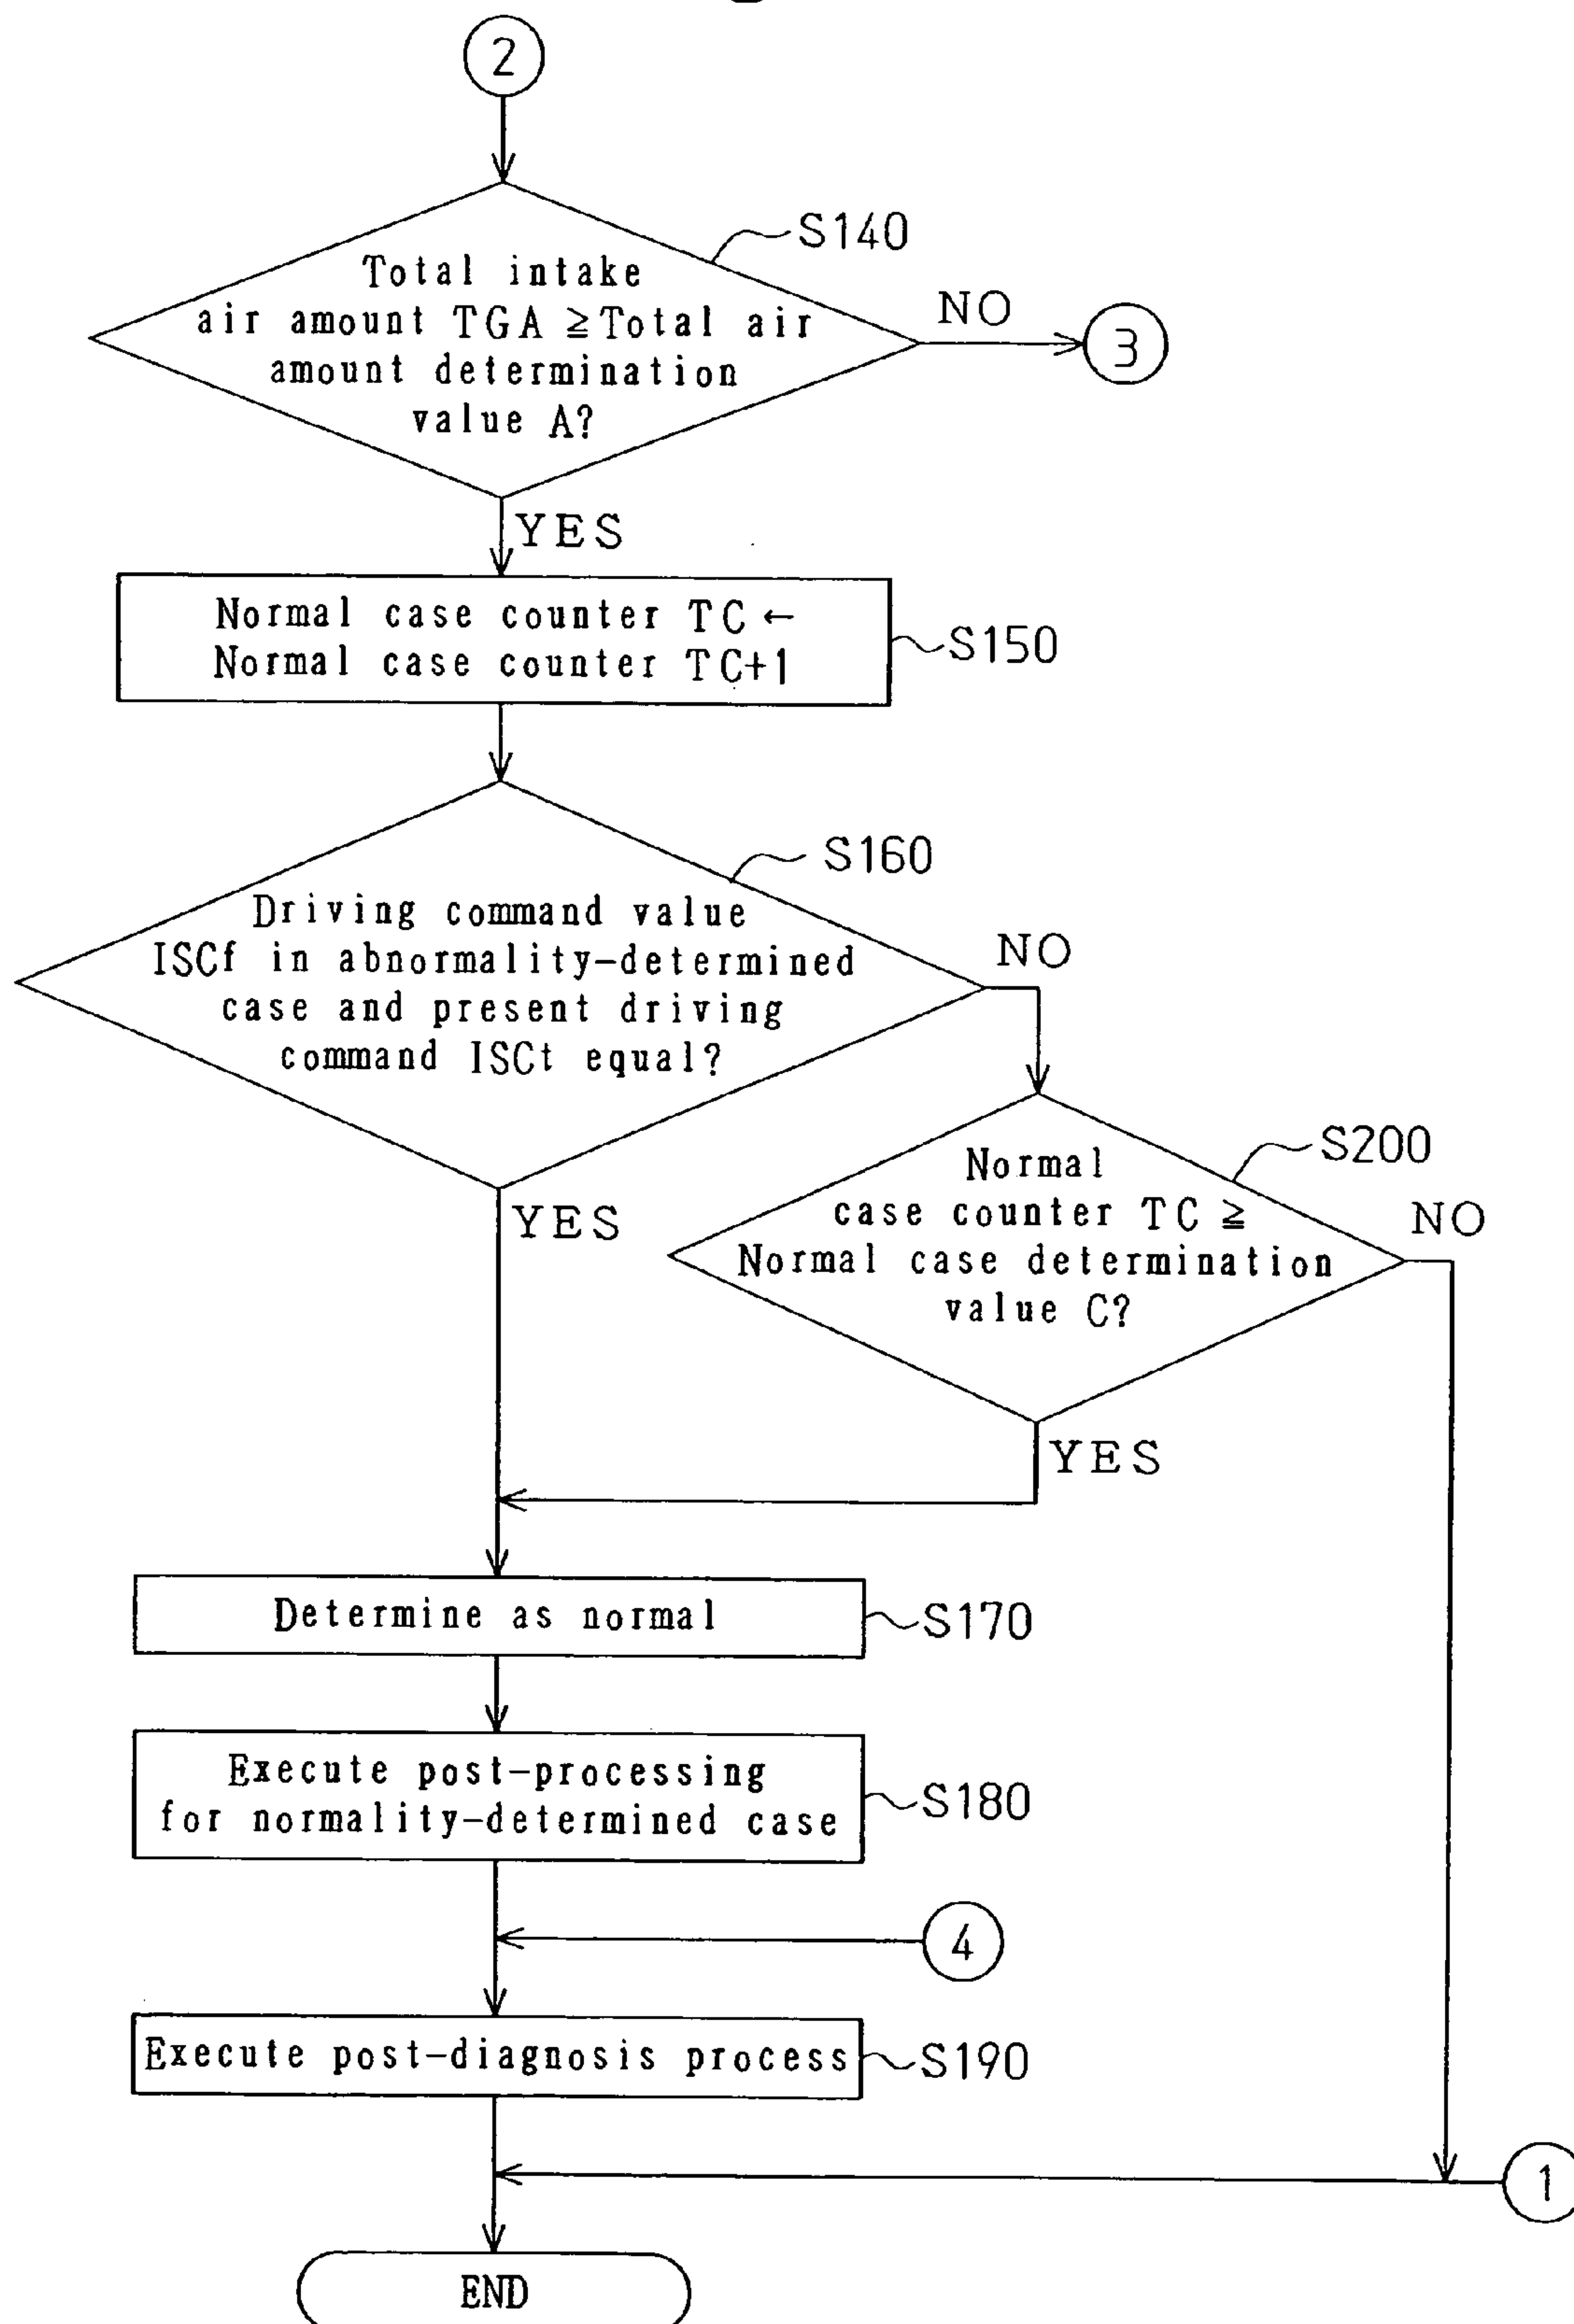 2
S140
Total intake
air amount TGA ≧Total air
amount determination
value A?
NO
3
YES
Normal case counter TC ←
Normal case counter TC+1
S150
S160
Driving command value
ISCf in abnormality-determined
case and present driving
command ISCt equal?
NO
YES
S200
Normal
case counter TC ≧
Normal case determination
value C?
NO
YES
Determine as normal
S170
Execute post-processing
for normality-determined case
S180
4
Execute post-diagnosis process
S190
1
END